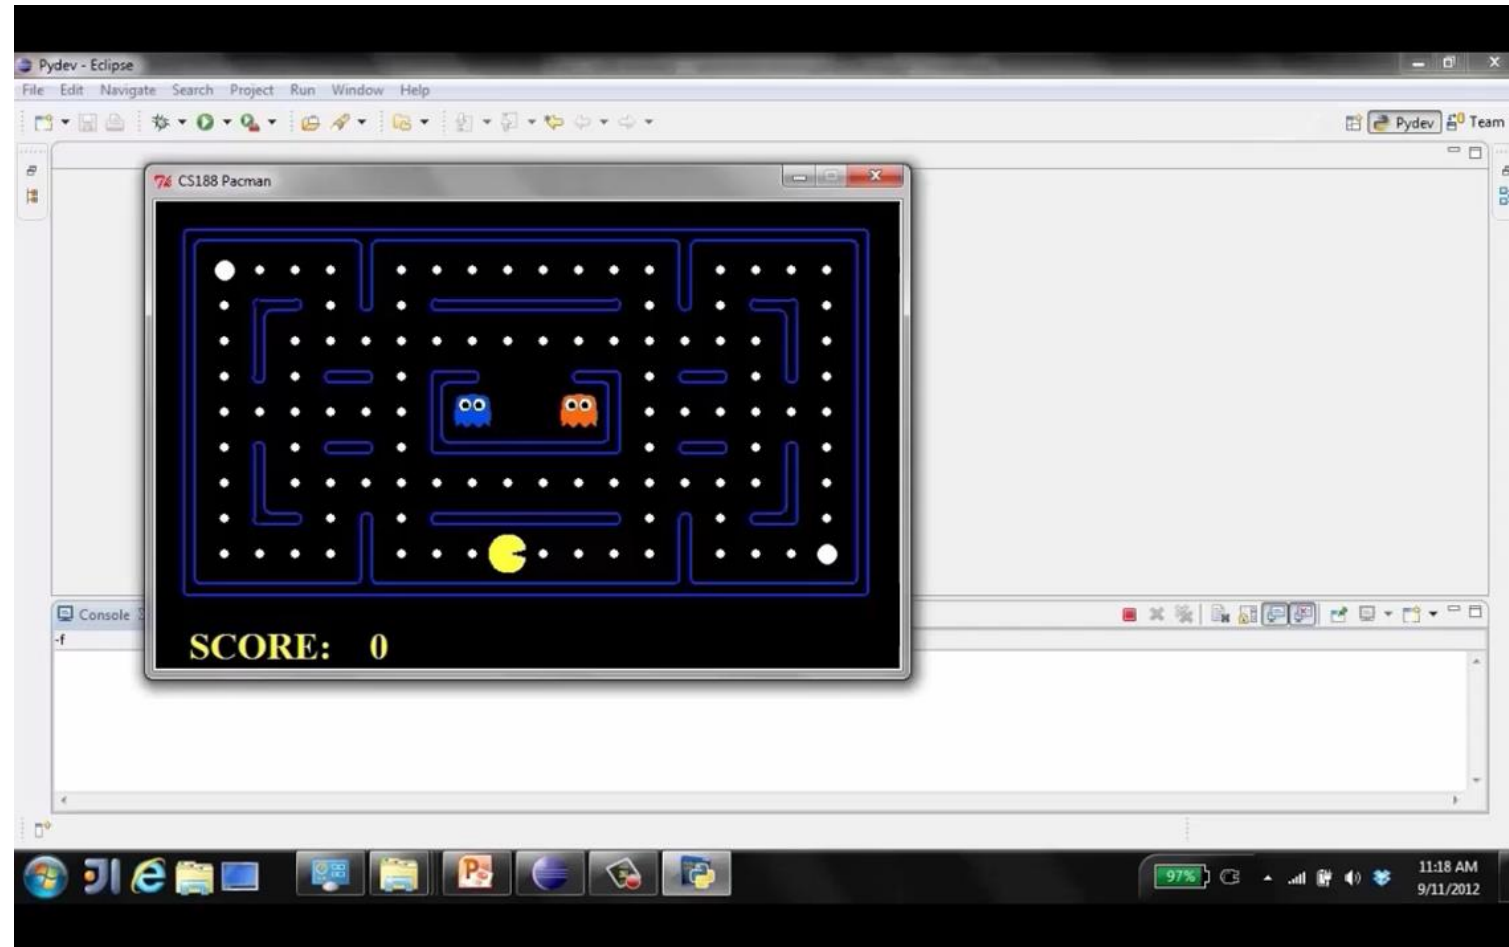 Pydev - Eclipse
File Edit Navigate Search Project Run Window Help
Pydev Team
CS188 Pacman
SCORE: 0
Console
-f
97%
11:18 AM
9/11/2012